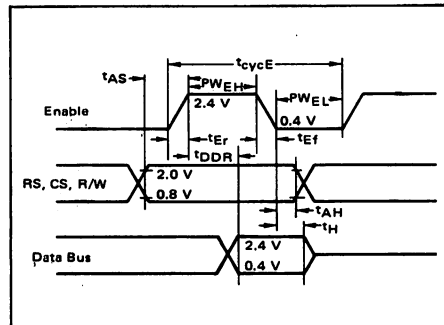 tcycE
tAS
PWEH
PWEL
2.4 V
Enable
0.4 V
tEr
tEf
tDDR
RS, CS, R/W
2.0 V
0.8 V
tAH
tH
Data Bus
2.4 V
0.4 V